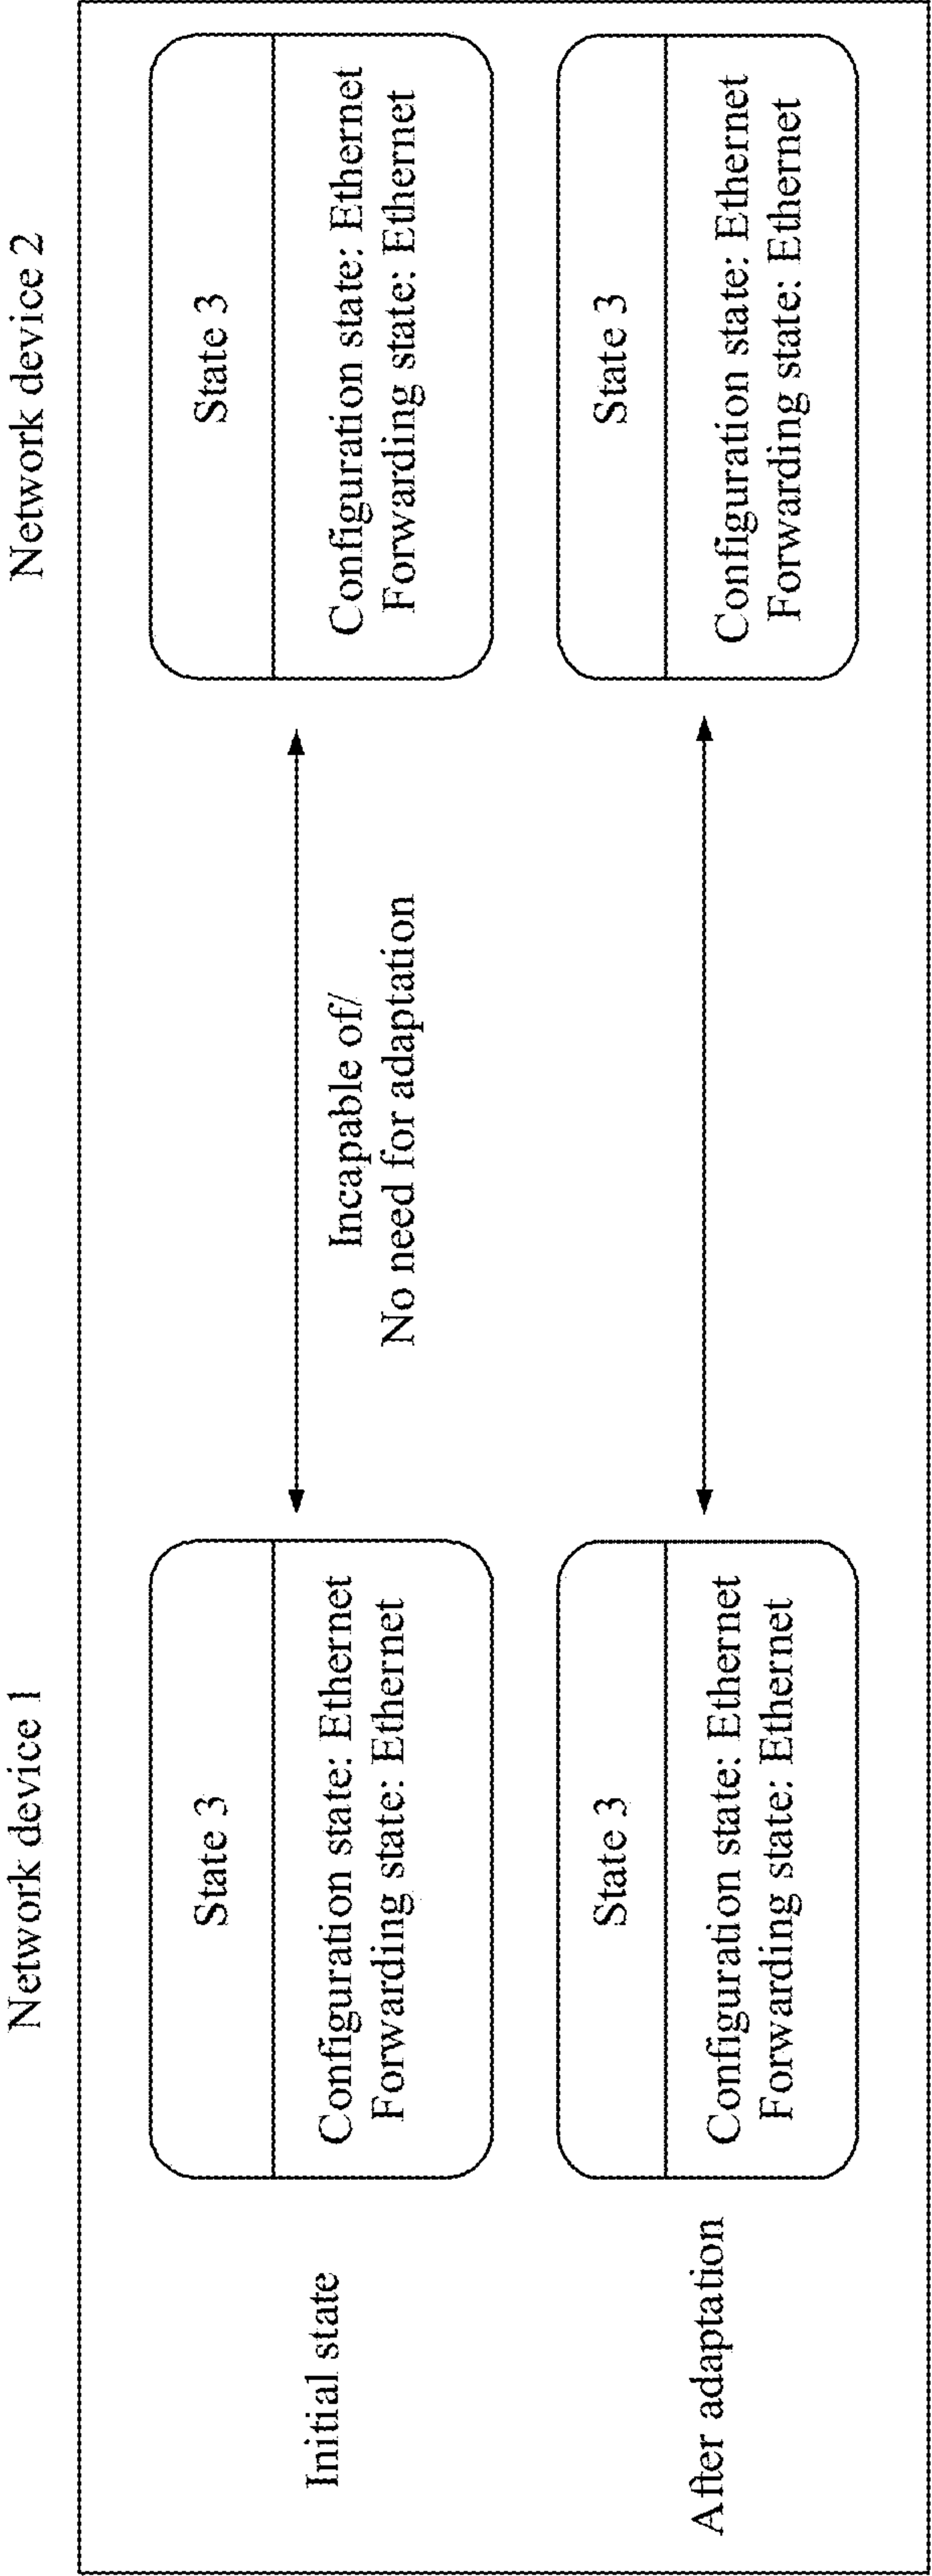 Network device 1
Network device 2
Initial state
State 3
Configuration state: Ethernet
Forwarding state: Ethernet
Incapable of/
No need for adaptation
State 3
Configuration state: Ethernet
Forwarding state: Ethernet
After adaptation
State 3
Configuration state: Ethernet
Forwarding state: Ethernet
State 3
Configuration state: Ethernet
Forwarding state: Ethernet